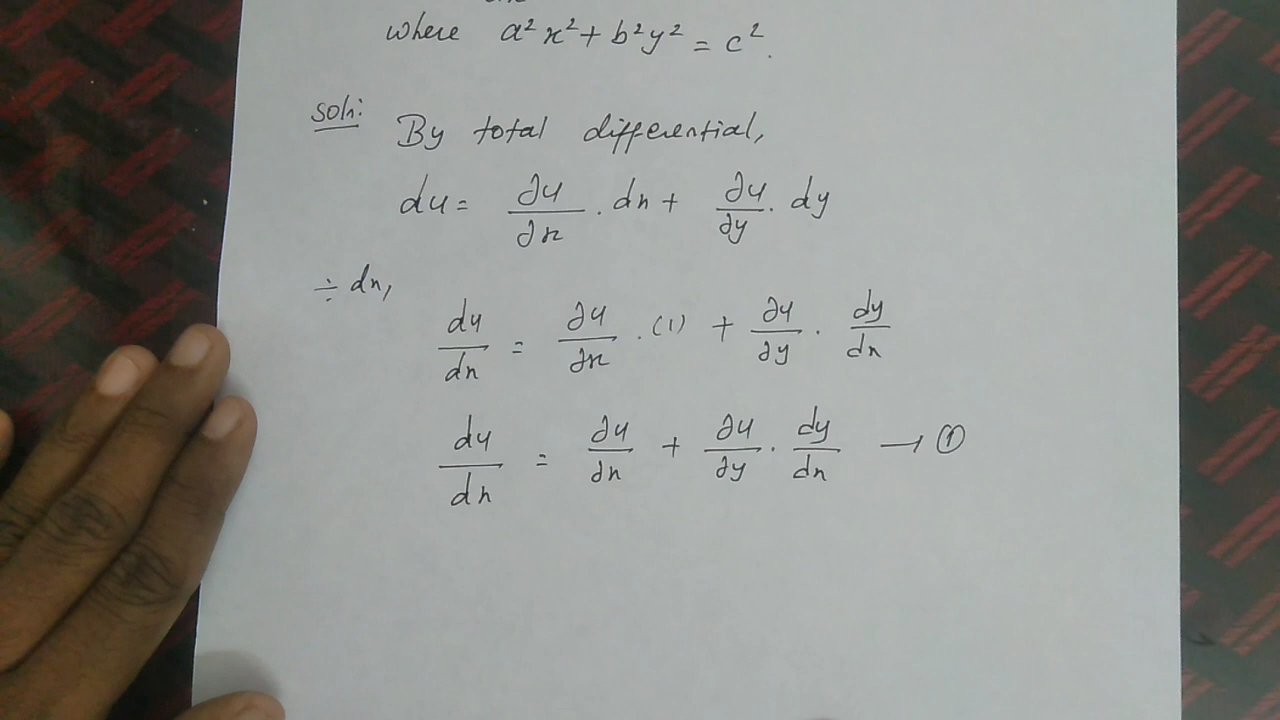 where a²x² + b²y² = c².
soln:
By total differential,
du = ∂u/∂x . dx + ∂u/∂y . dy
÷ dx,
du/dx = ∂u/∂x . (1) + ∂u/∂y . dy/dx
du/dx = ∂u/∂x + ∂u/∂y . dy/dx → ①